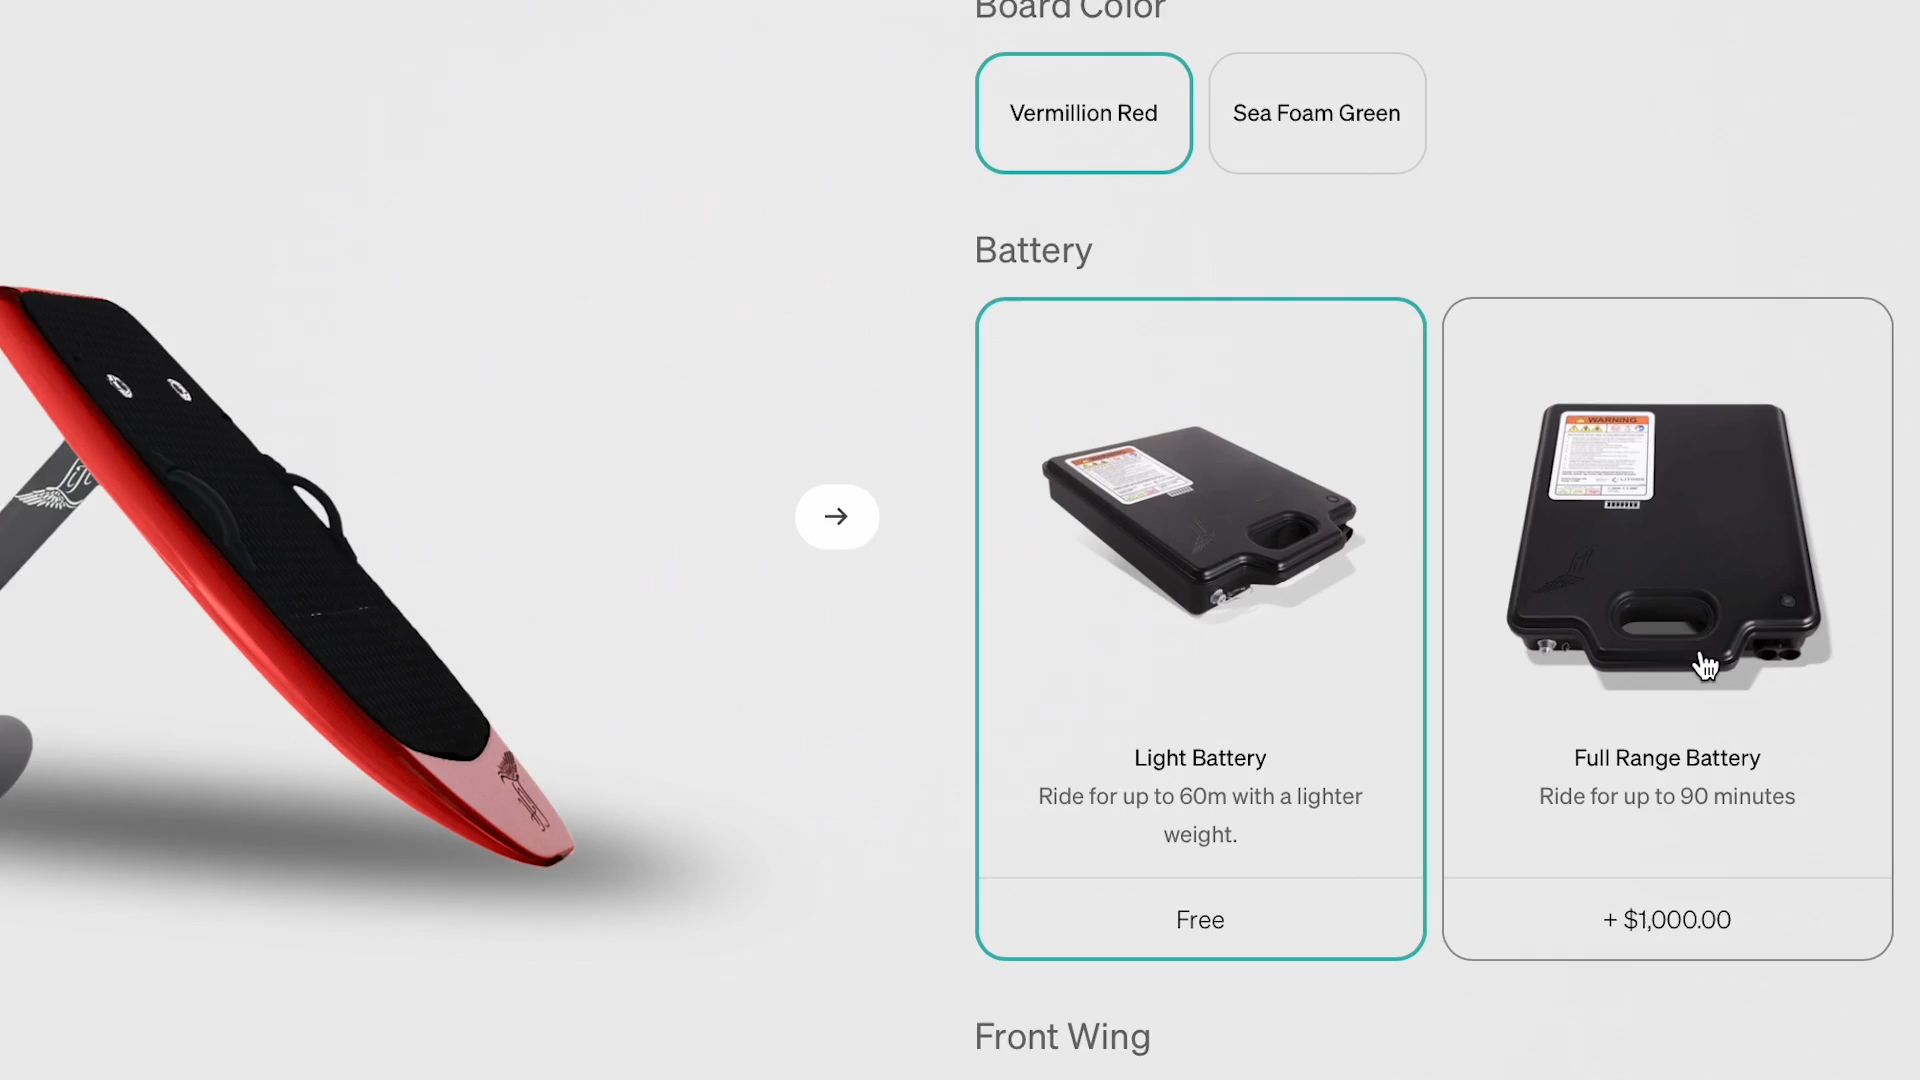 Board Color
Vermillion Red
Sea Foam Green
Battery
WARNING
Light Battery
Ride for up to 60m with a lighter
weight.
Free
Full Range Battery
Ride for up to 90 minutes
+ $1,000.00
Front Wing